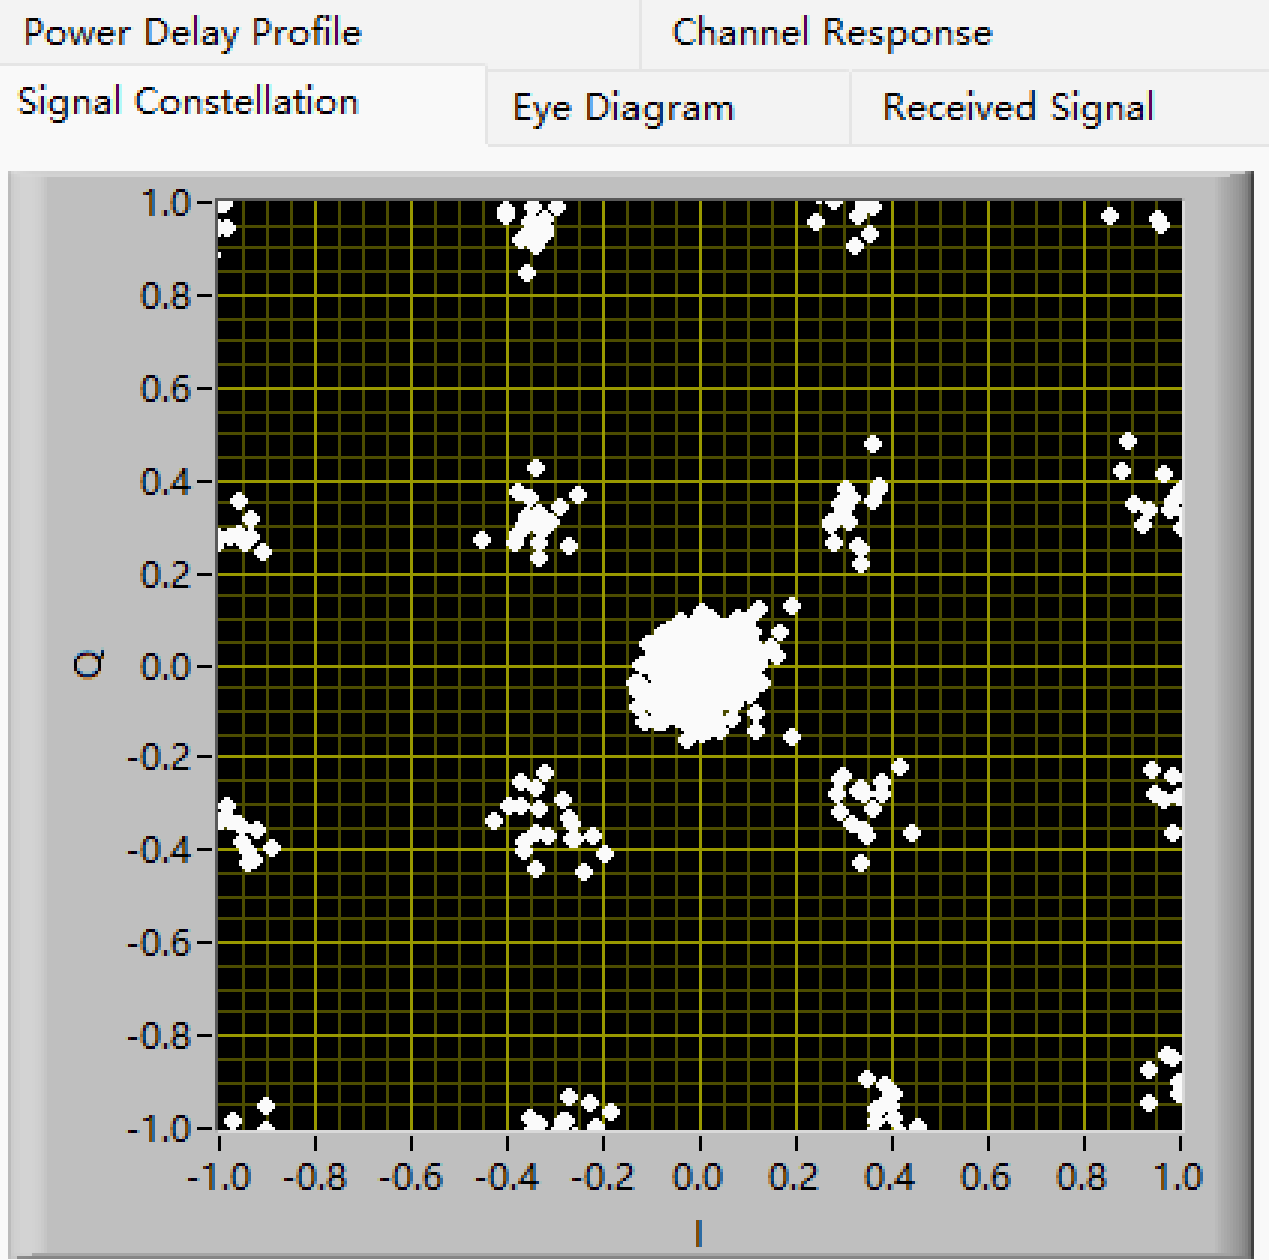 Power Delay Profile
Channel Response
Signal Constellation
Eye Diagram
Received Signal
1.0
0.8
0.6
0.4
0.2
Q
0.0
-0.2
-0.4
-0.6
-0.8
-1.0
-1.0 -0.8 -0.6 -0.4 -0.2 0.0 0.2 0.4 0.6 0.8 1.0
I